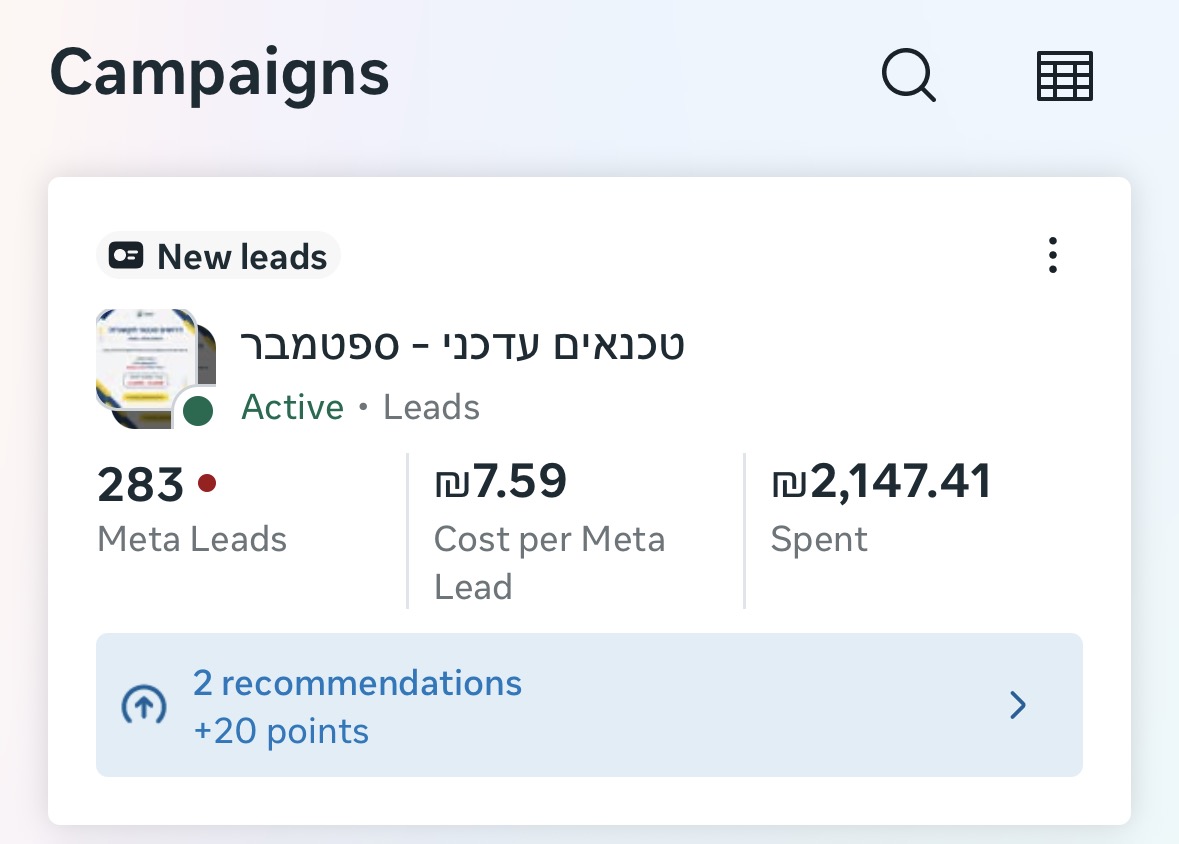 Campaigns
New leads
טכנאים עדכני - ספטמבר
Active • Leads
283
Meta Leads
₪7.59
Cost per Meta
Lead
₪2,147.41
Spent
2 recommendations
+20 points